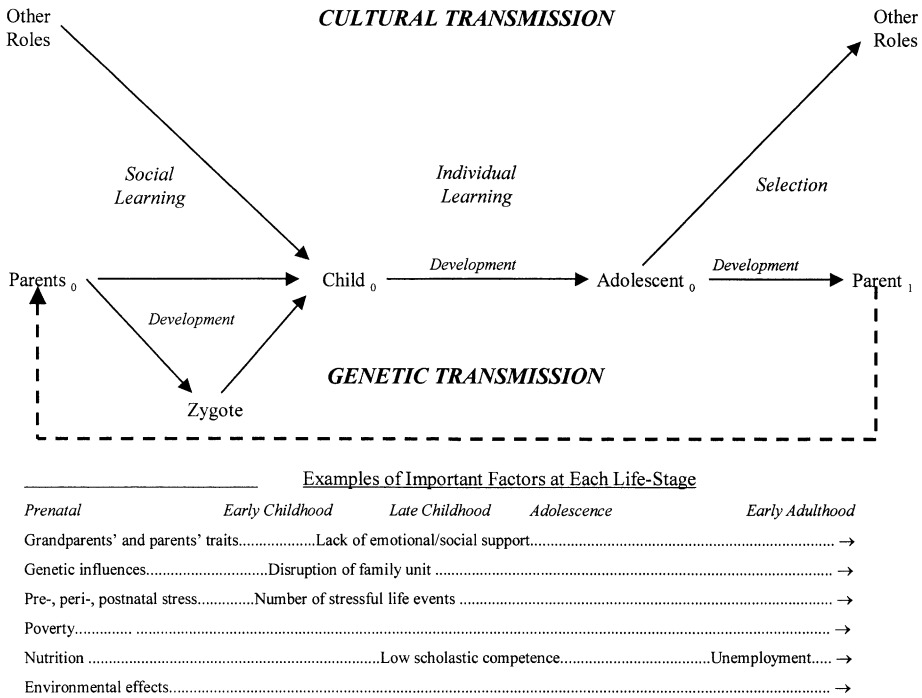 Other Roles
CULTURAL TRANSMISSION
Other Roles
Social Learning
Individual Learning
Selection
Parents 0
Child 0
Development
Adolescent 0
Development
Parent 1
Development
GENETIC TRANSMISSION
Zygote
Examples of Important Factors at Each Life-Stage
Prenatal Early Childhood Late Childhood Adolescence Early Adulthood
Grandparents' and parents' traits..................Lack of emotional/social support............................................................................ →
Genetic influences.............................Disruption of family unit .................................................................................................... →
Pre-, peri-, postnatal stress.............Number of stressful life events ............................................................................................. →
Poverty............. ............................................................................................................................................................................... →
Nutrition .......................................................................Low scholastic competence.....................................Unemployment..... →
Environmental effects..................................................................................................................................................................... →